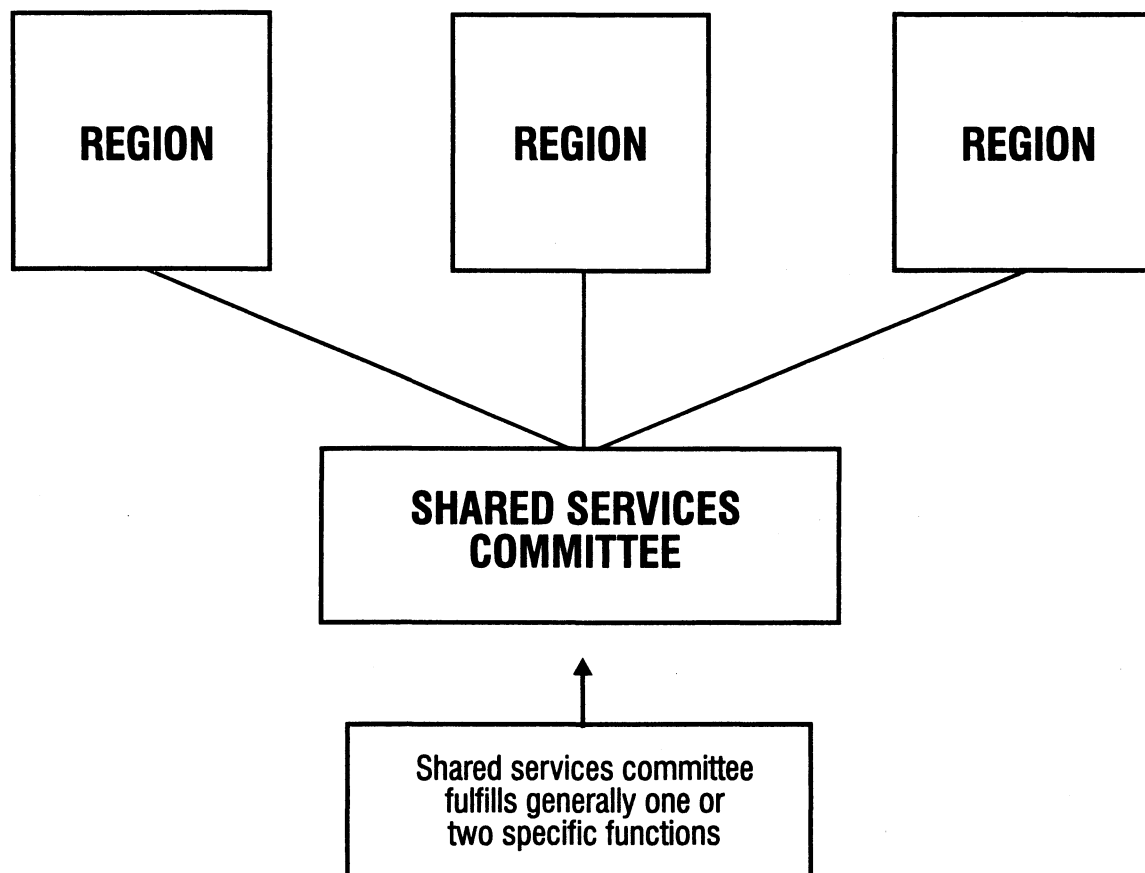 REGION
REGION
REGION
SHARED SERVICES
COMMITTEE
Shared services committee
fulfills generally one or
two specific functions